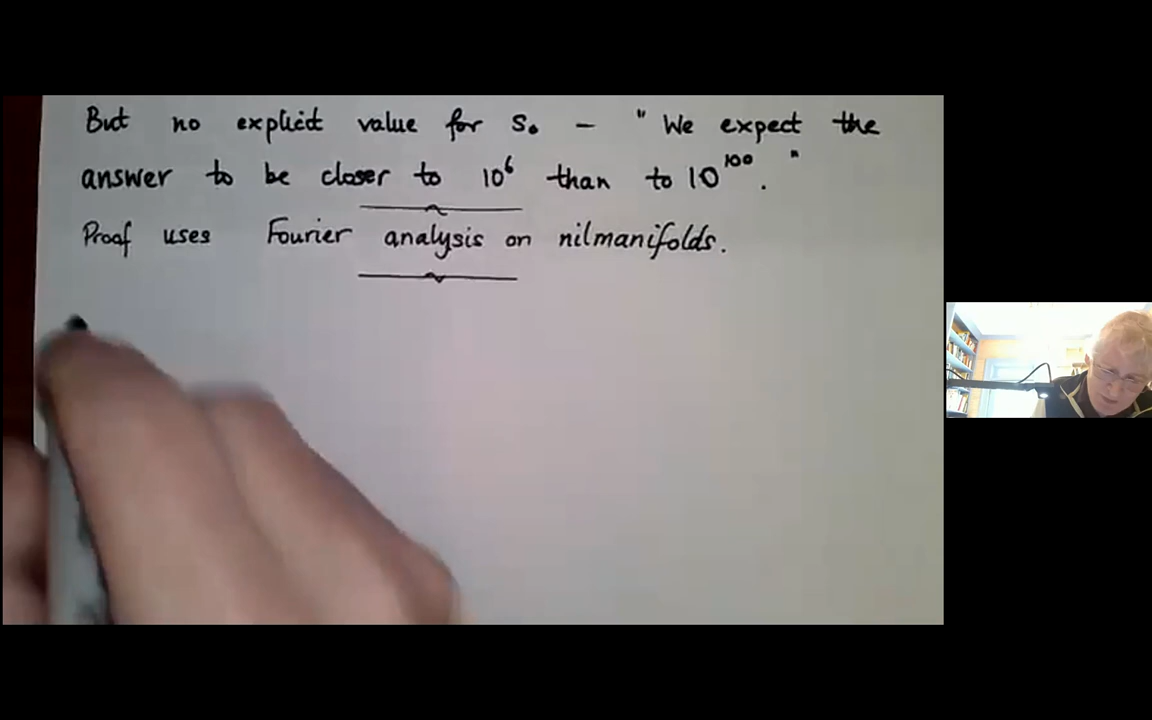 But no explicit value for s₀ – "We expect the
answer to be closer to 10⁶ than to 10¹⁰⁰."
Proof uses Fourier analysis on nilmanifolds.